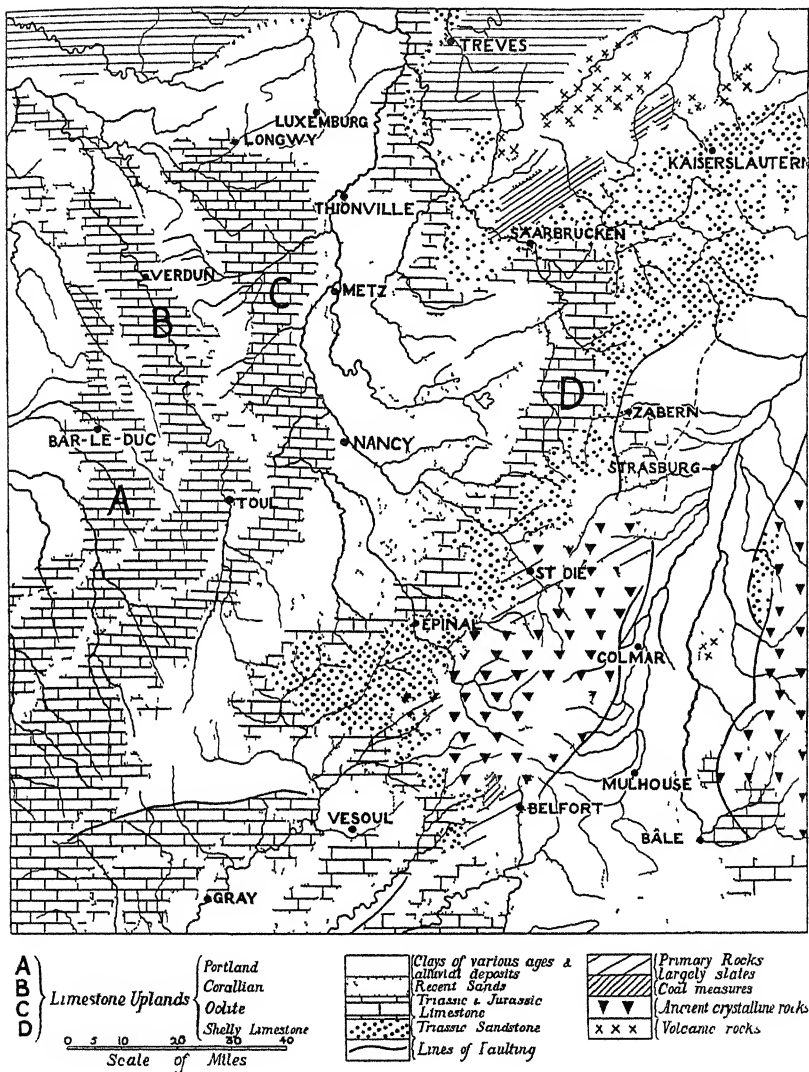 TREVES
LUXEMBURG
LONGWY
KAISERSLAUTERN
THIONVILLE
SAARBRUCKEN
VERDUN
C
METZ
B
D
ZABERN
BAR-LE-DUC
NANCY
STRASBURG
A
TOUL
ST DIE
EPINAL
COLMAR
MULHOUSE
BELFORT
VESOUL
BÂLE
GRAY
A
B
C
D
Limestone Uplands
Portland
Corallian
Oolite
Shelly Limestone
0 5 10 20 30 40
Scale of Miles
Clays of various ages &
alluvial deposits
Recent Sands
Triassic & Jurassic
Limestone
Triassic Sandstone
Lines of Faulting
Primary Rocks
largely slates
Coal measures
Ancient crystalline rocks
Volcanic rocks